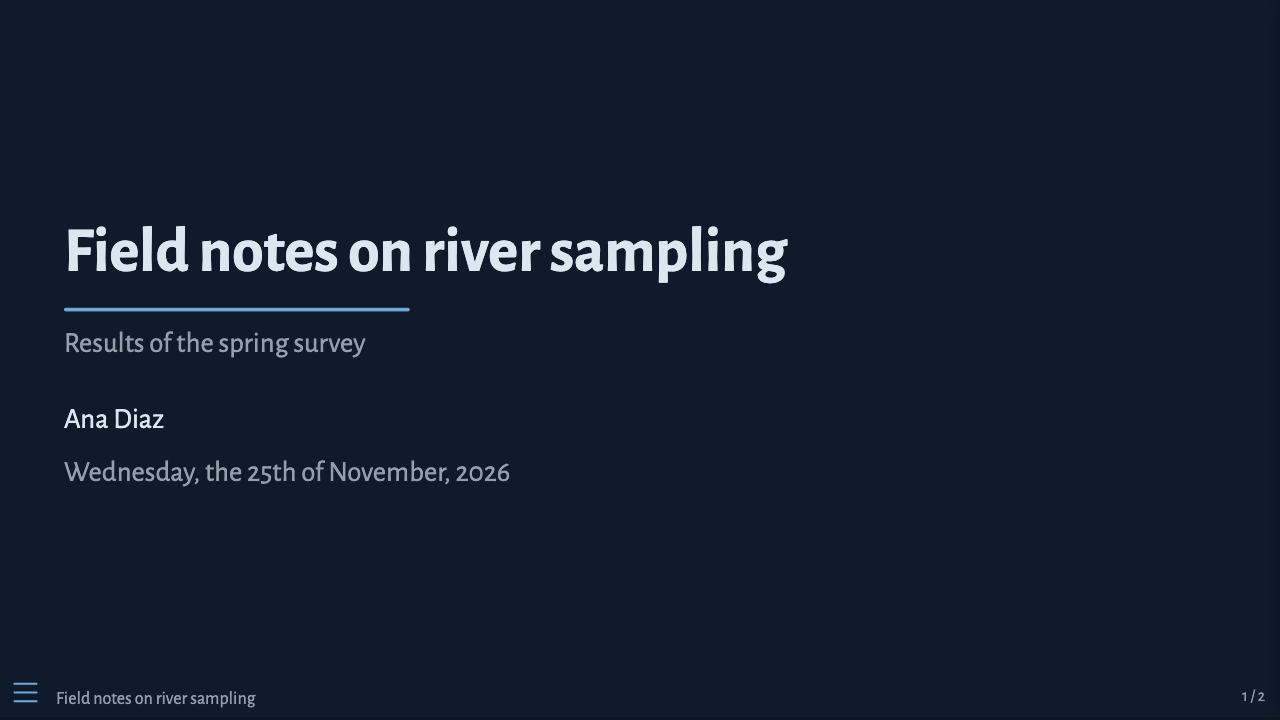 Field notes on river sampling
Results of the spring survey
Ana Diaz
Wednesday, the 25th of November, 2026
Field notes on river sampling
1 / 2